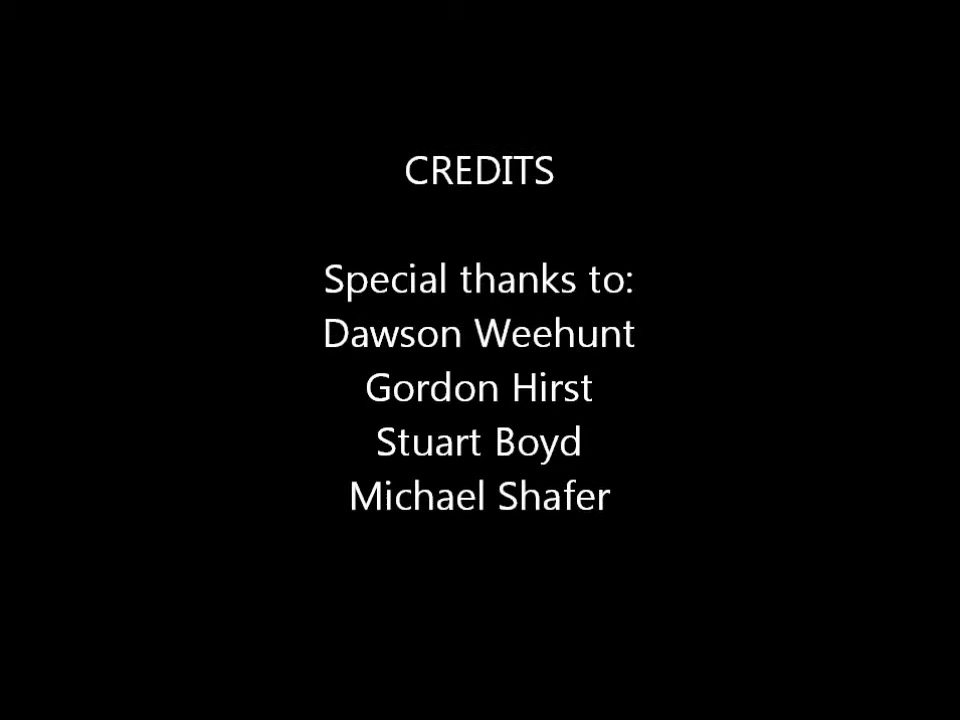 CREDITS
Special thanks to:
Dawson Weehunt
Gordon Hirst
Stuart Boyd
Michael Shafer